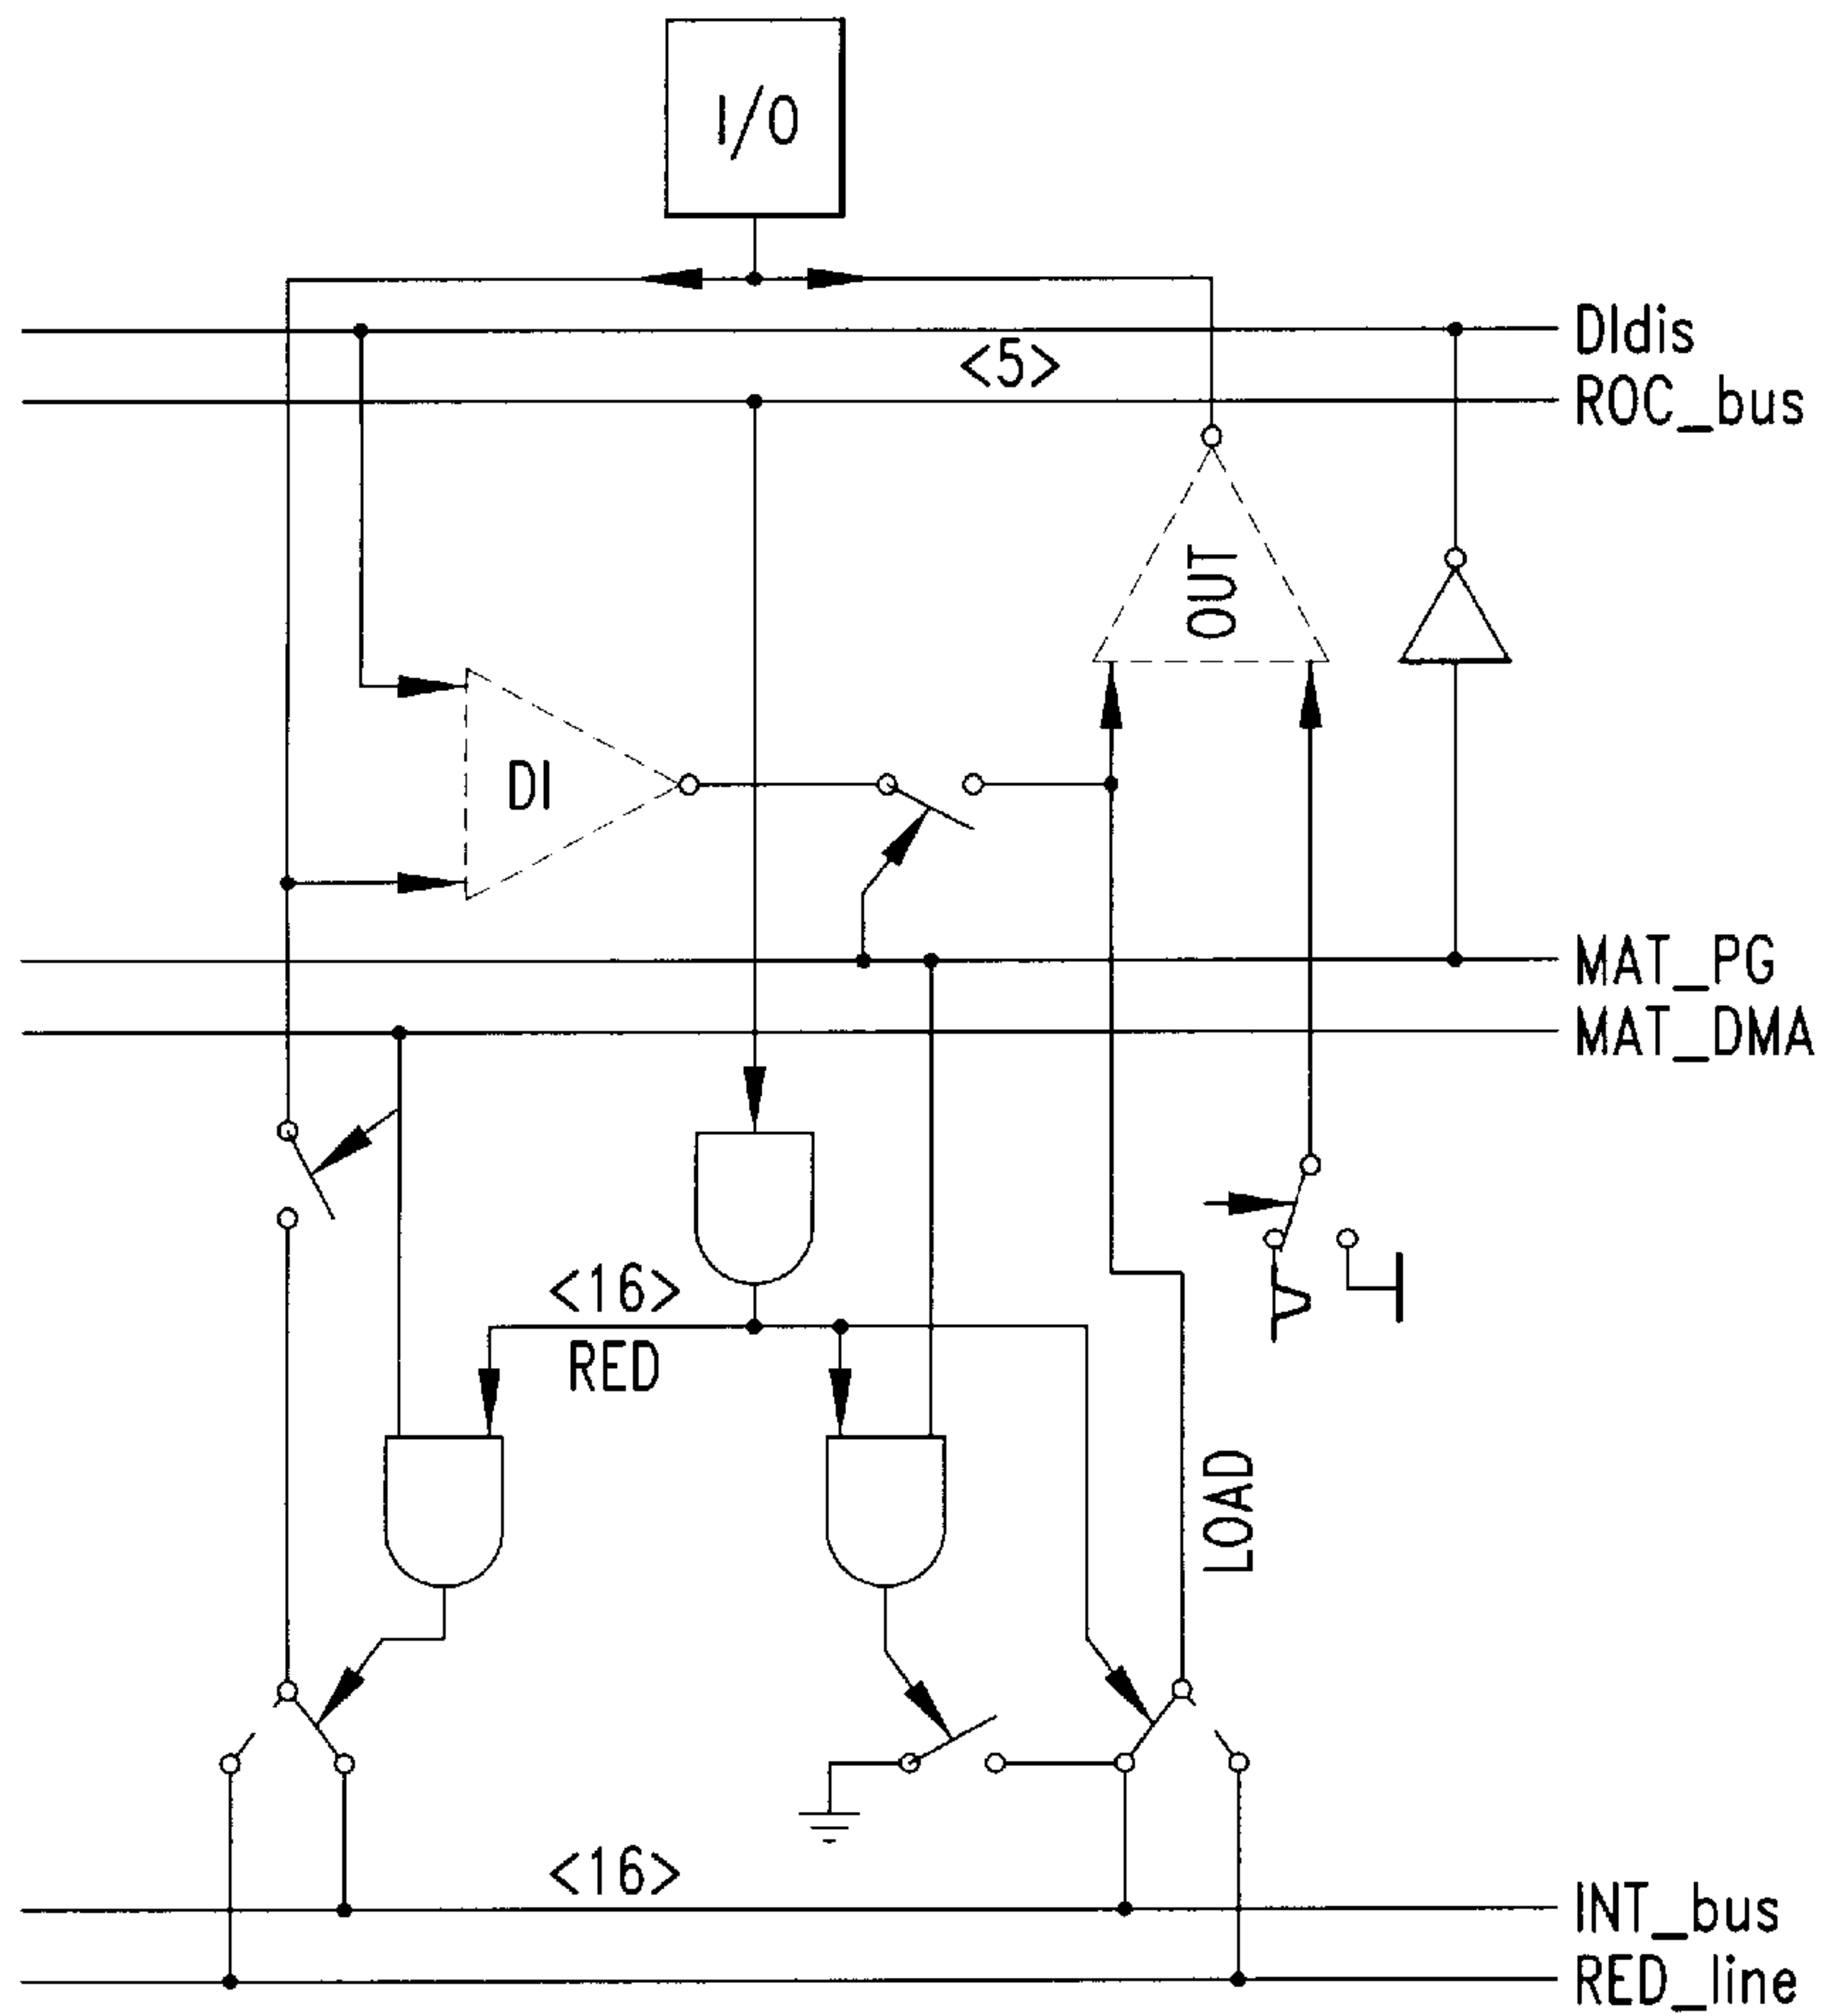 I/O
DIdis
<5>
ROC_bus
OUT
DI
MAT_PG
MAT_DMA
<16>
RED
LOAD
<16>
INT_bus
RED_line